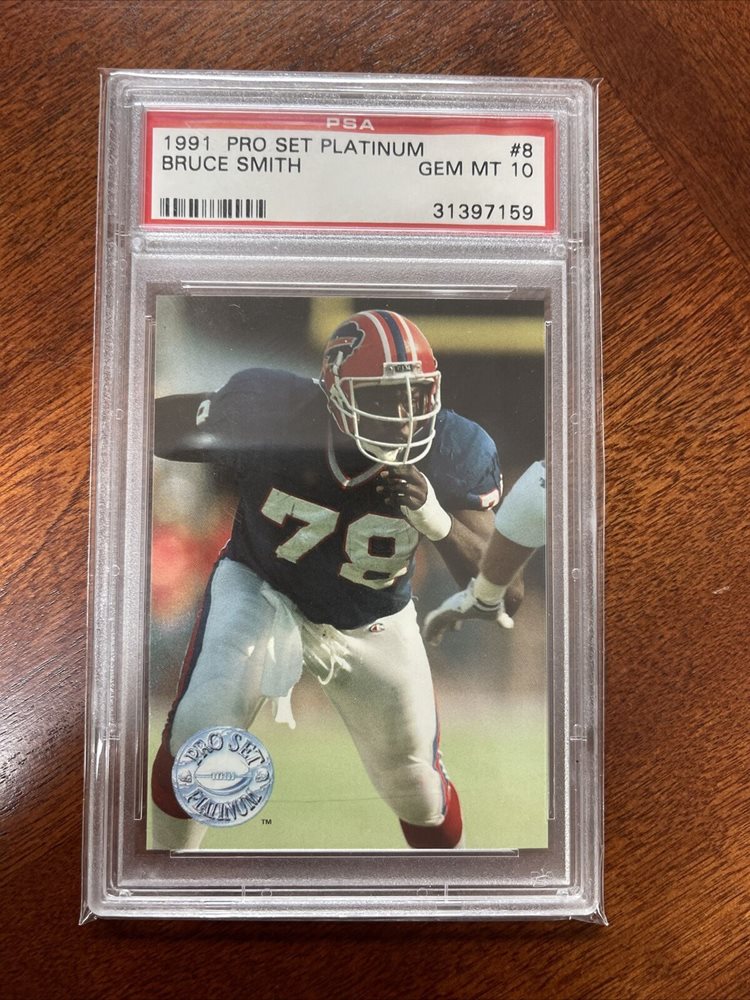 PSA
1991 PRO SET PLATINUM #8
BRUCE SMITH GEM MT 10
31397159
78
PRO SET
PLATINUM
™